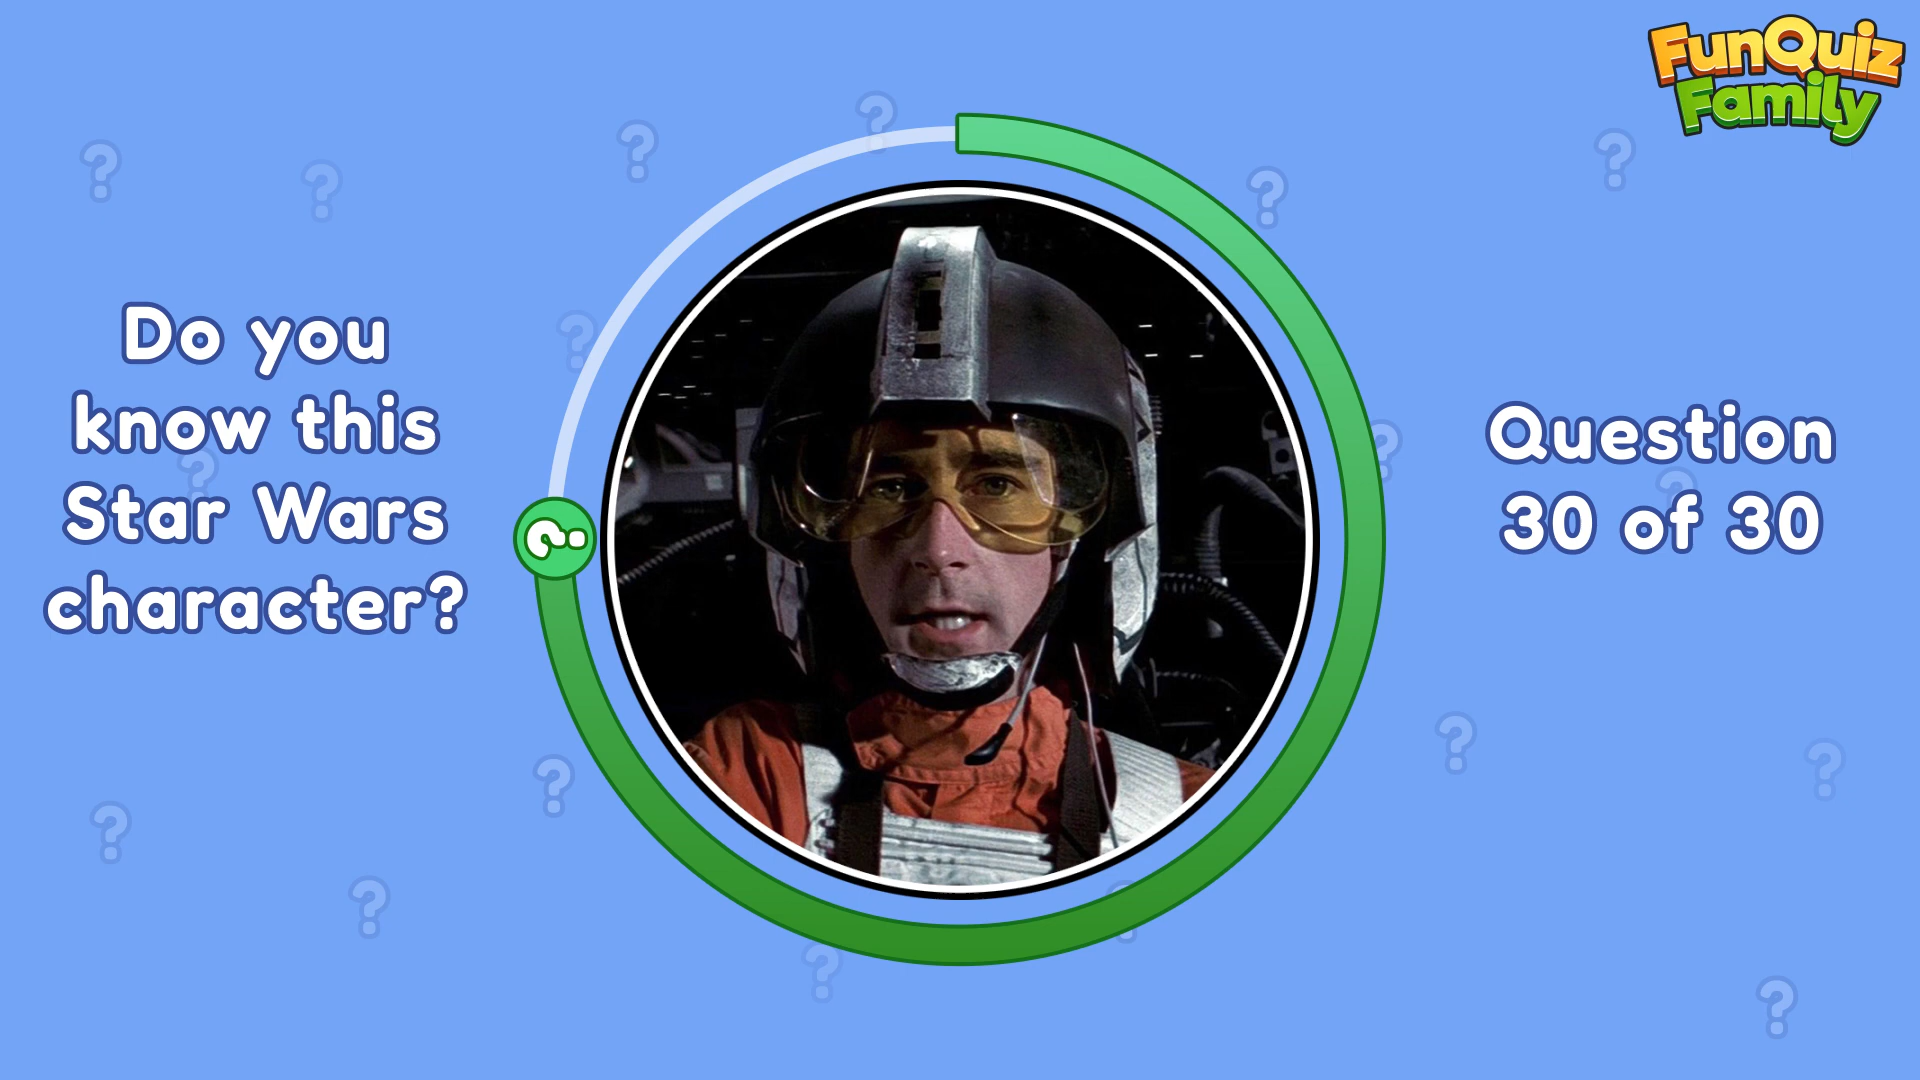 FunQuiz
Family
Do you
know this
Star Wars
character?
Question
30 of 30